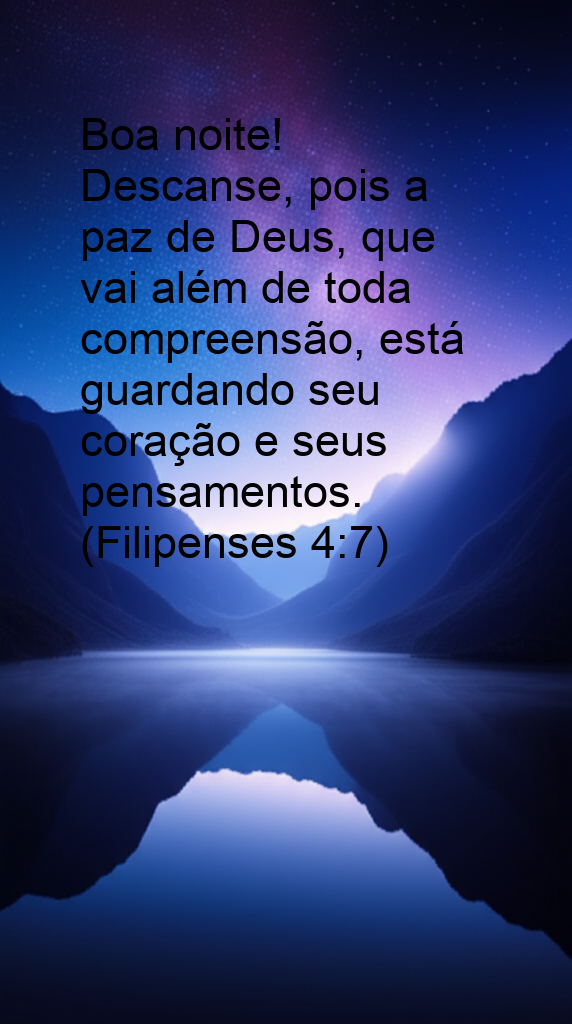 Boa noite!
Descanse, pois a
paz de Deus, que
vai além de toda
compreensão, está
guardando seu
coração e seus
pensamentos.
(Filipenses 4:7)